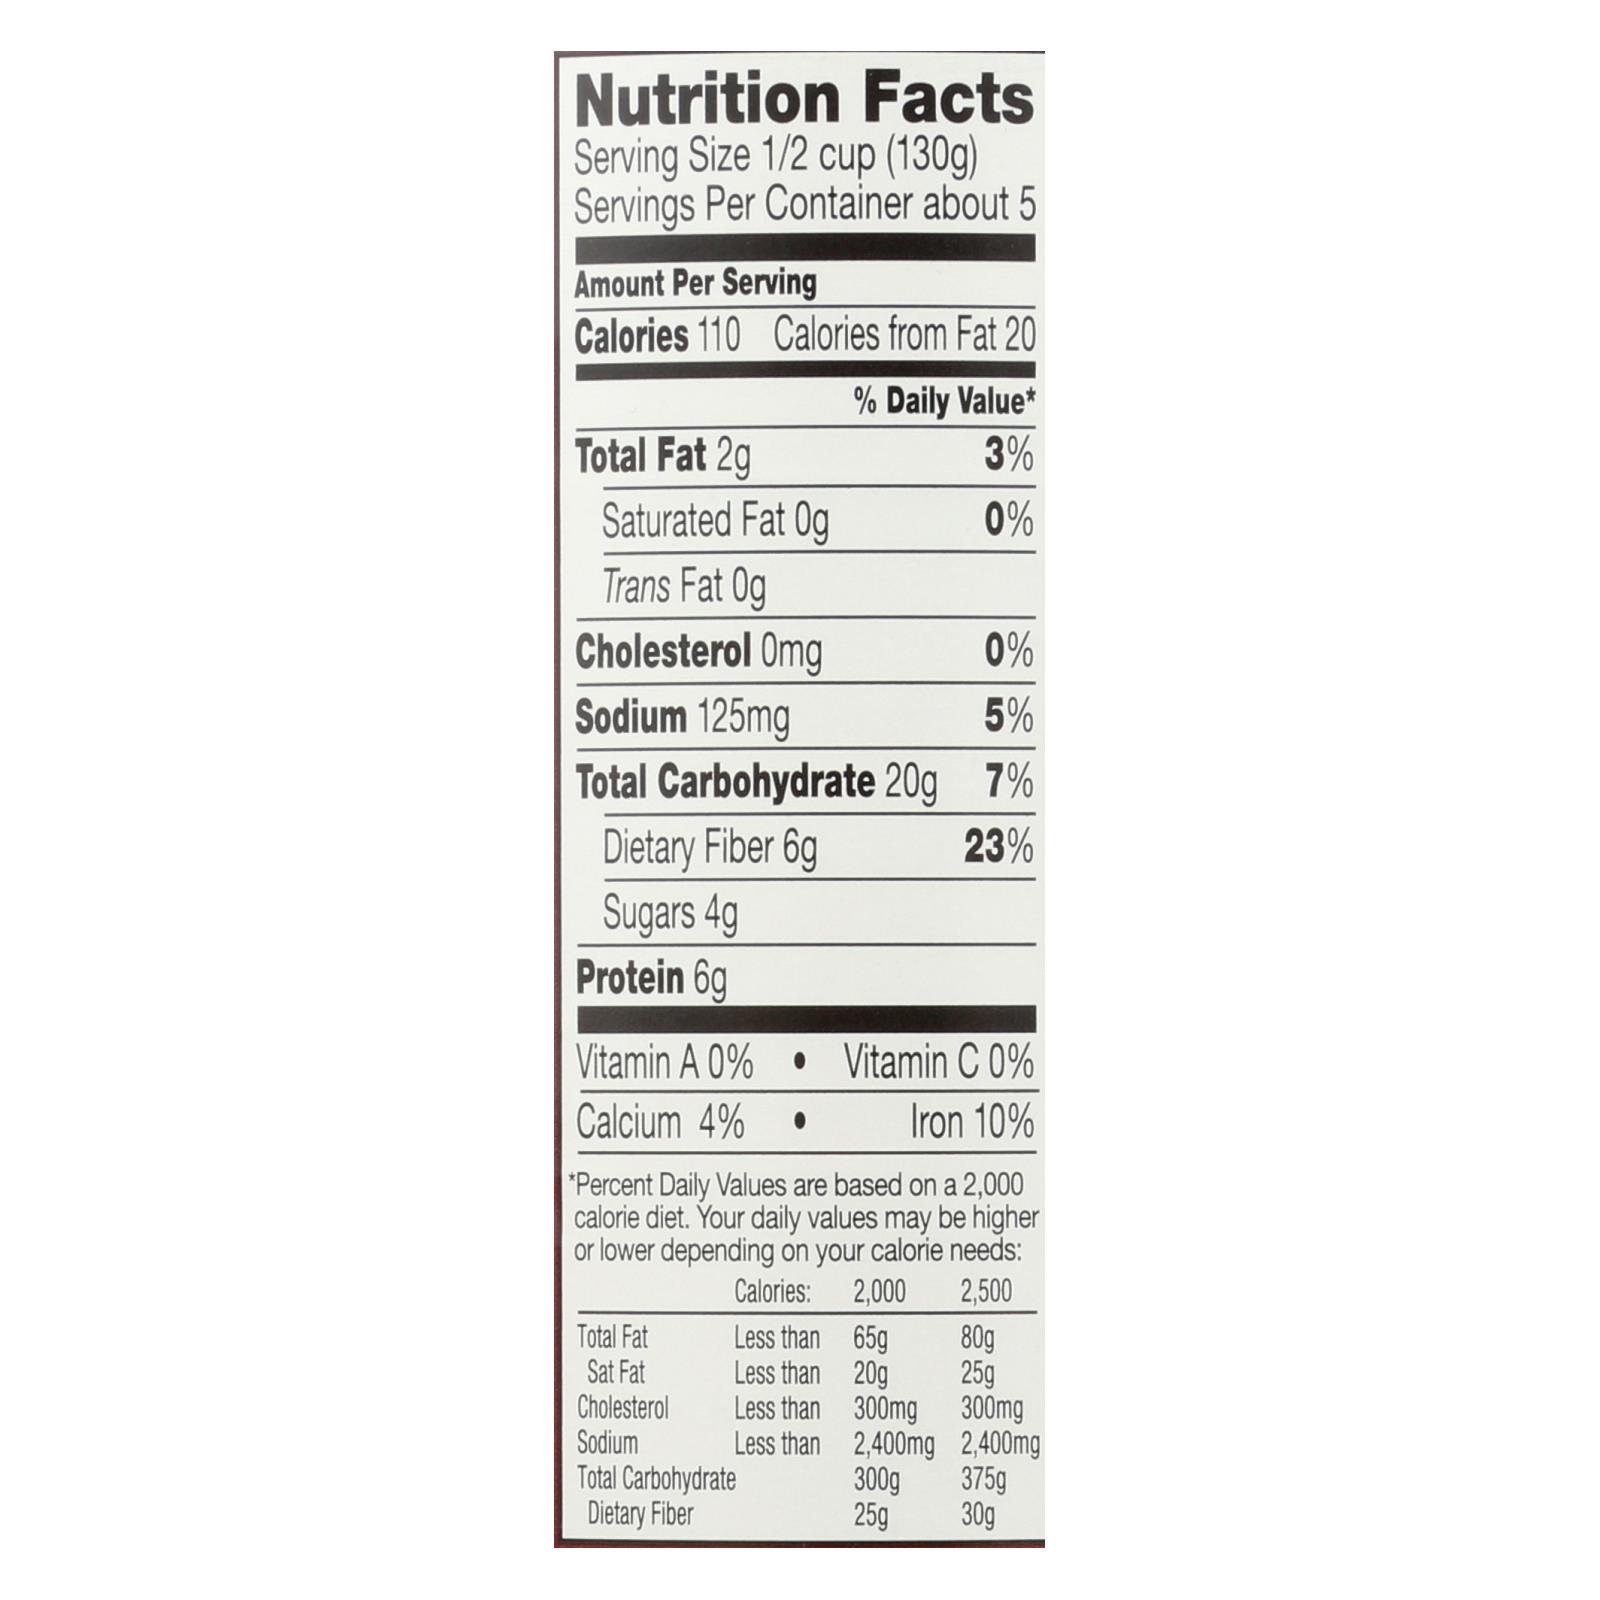 Nutrition Facts
Serving Size 1/2 cup (130g)
Servings Per Container about 5
Amount Per Serving
Calories 110 Calories from Fat 20
% Daily Value*
Total Fat 2g 3%
Saturated Fat 0g 0%
Trans Fat 0g
Cholesterol 0mg 0%
Sodium 125mg 5%
Total Carbohydrate 20g 7%
Dietary Fiber 6g 23%
Sugars 4g
Protein 6g
Vitamin A 0% • Vitamin C 0%
Calcium 4% • Iron 10%
*Percent Daily Values are based on a 2,000
calorie diet. Your daily values may be higher
or lower depending on your calorie needs:
Calories: 2,000 2,500
Total Fat Less than 65g 80g
Sat Fat Less than 20g 25g
Cholesterol Less than 300mg 300mg
Sodium Less than 2,400mg 2,400mg
Total Carbohydrate 300g 375g
Dietary Fiber 25g 30g